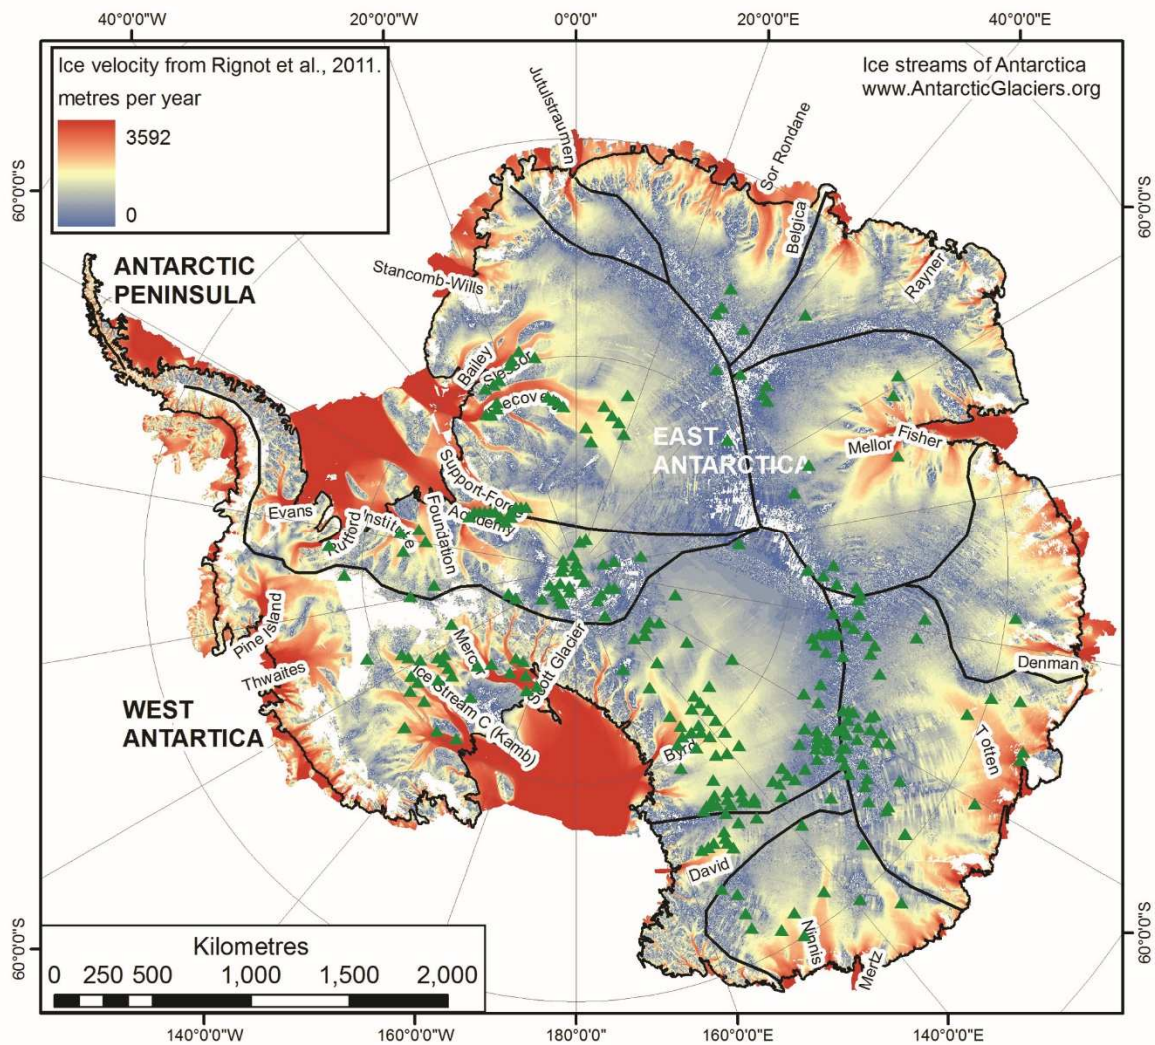 40°0'0"W
20°0'0"W
0°0'0"
20°0'0"E
40°0'0"E
Ice velocity from Rignot et al., 2011.
metres per year
3592
0
Ice streams of Antarctica
www.AntarcticGlaciers.org
60°0'0"S
60°0'0"S
Jutulstraumen
Sor Rondane
Belgica
Rayner
Stancomb-Wills
ANTARCTIC
PENINSULA
Bailey
Slessor
Recovery
EAST
ANTARCTICA
Mellor
Fisher
Support-Force
Academy
Foundation
Institute
Rutford
Evans
Pine Island
Thwaites
WEST
ANTARTICA
Merc
Ice Stream C (Kamb)
Scott Glacier
Byrd
Denman
Totten
David
Ninnis
Mertz
60°0'0"S
60°0'0"S
Kilometres
0 250 500 1,000 1,500 2,000
140°0'0"W
160°0'0"W
180°0'0"
160°0'0"E
140°0'0"E